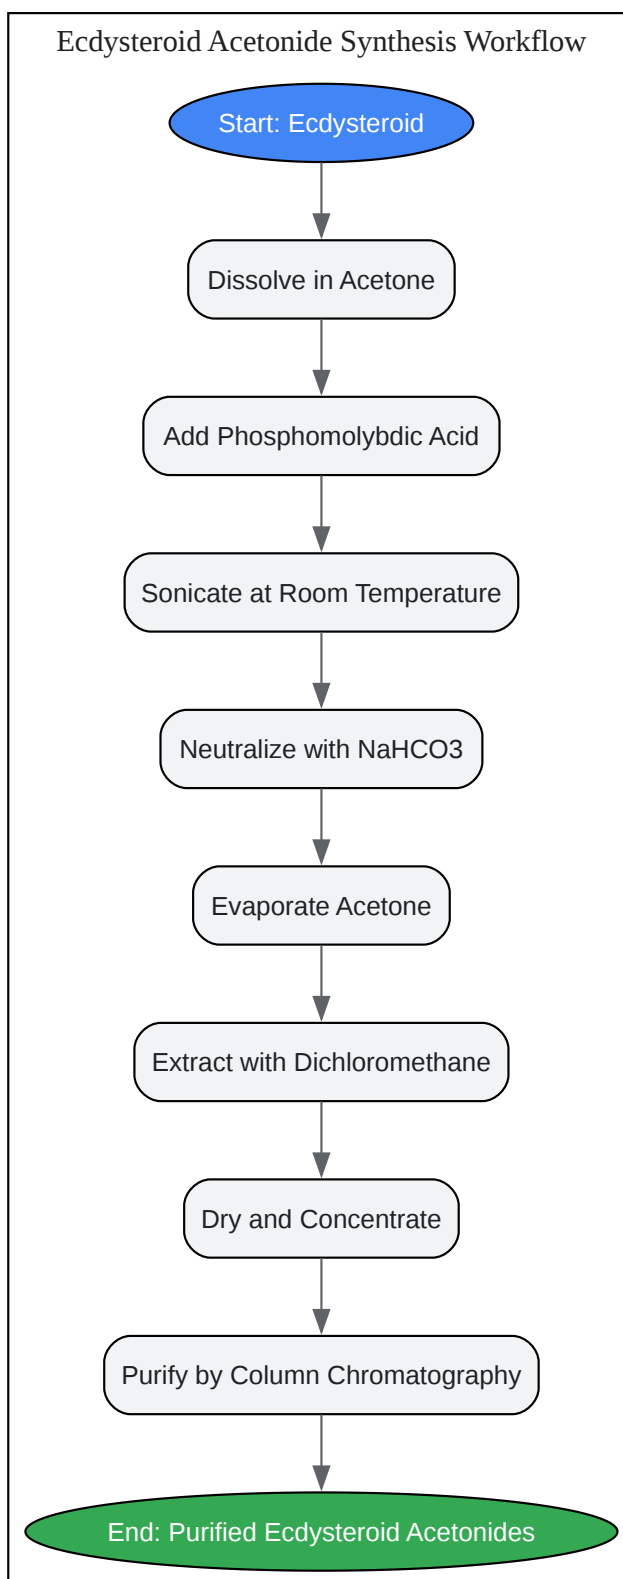 Ecdysteroid Acetonide Synthesis Workflow
Start: Ecdysteroid
Dissolve in Acetone
Add Phosphomolybdic Acid
Sonicate at Room Temperature
Neutralize with NaHCO3
Evaporate Acetone
Extract with Dichloromethane
Dry and Concentrate
Purify by Column Chromatography
End: Purified Ecdysteroid Acetonides